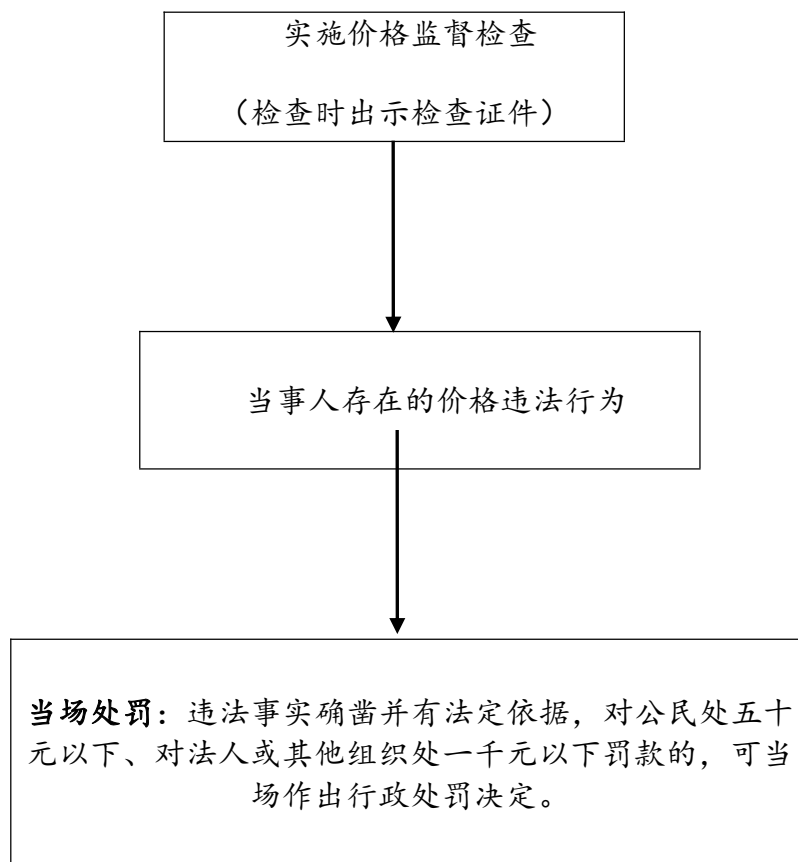 实施价格监督检查
（检查时出示检查证件）
当事人存在的价格违法行为
当场处罚：违法事实确凿并有法定依据，对公民处五十
元以下、对法人或其他组织处一千元以下罚款的，可当
场作出行政处罚决定。